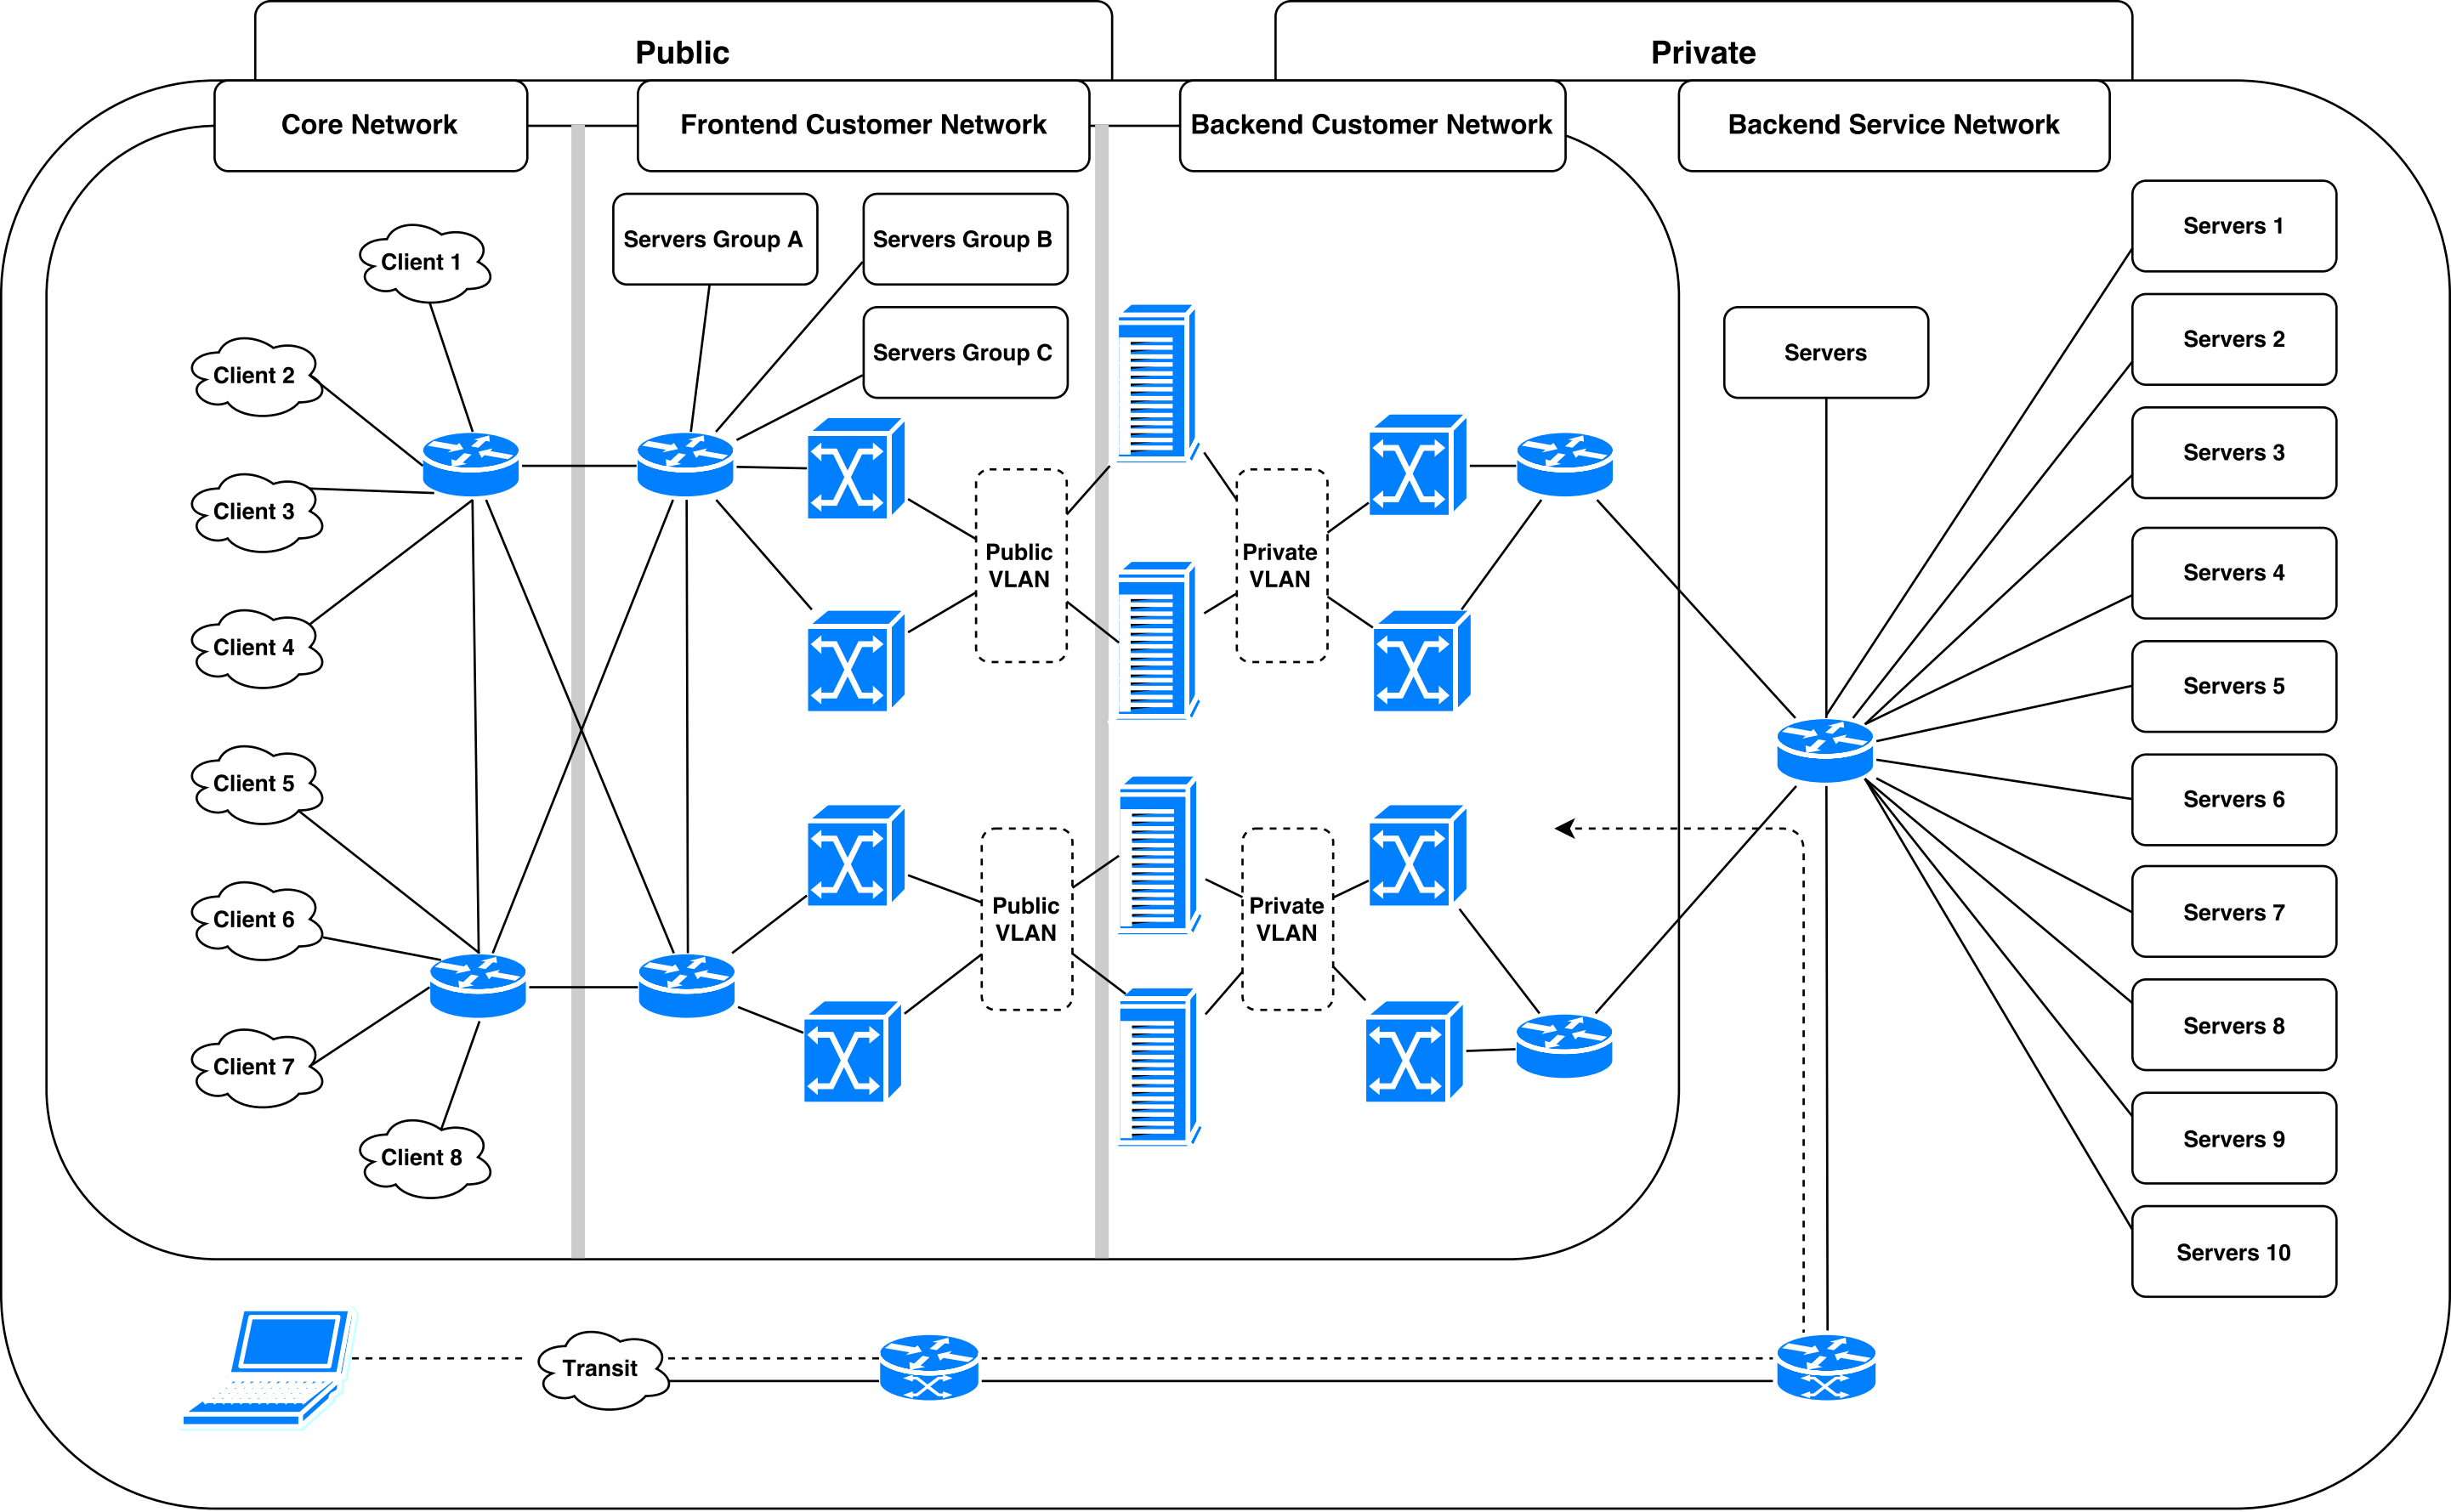 Public
Private
Core Network
Frontend Customer Network
Backend Customer Network
Backend Service Network
Client 1
Client 2
Client 3
Client 4
Client 5
Client 6
Client 7
Client 8
Servers Group A
Servers Group B
Servers Group C
Public
VLAN
Private
VLAN
Public
VLAN
Private
VLAN
Servers
Servers 1
Servers 2
Servers 3
Servers 4
Servers 5
Servers 6
Servers 7
Servers 8
Servers 9
Servers 10
Transit